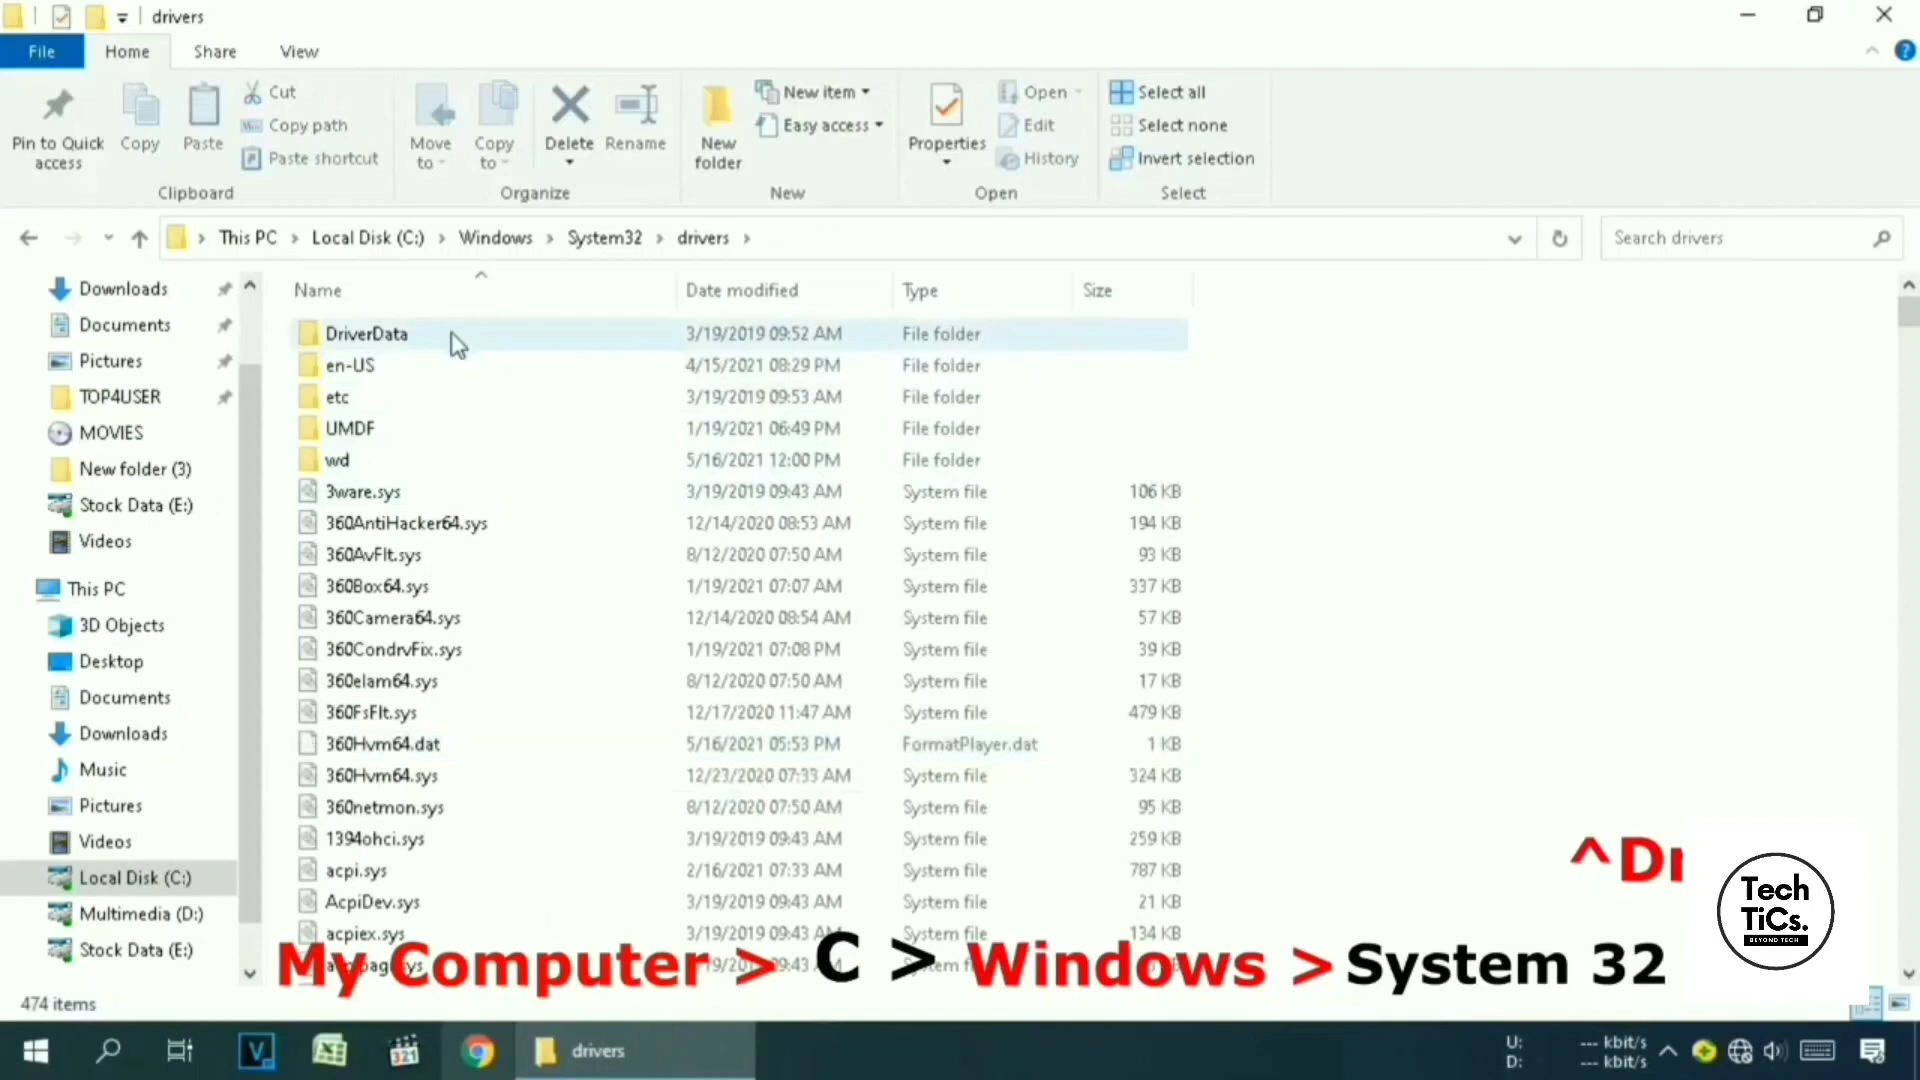 drivers
File Home Share View
Pin to Quick access
Copy
Paste
Cut
Copy path
Paste shortcut
Clipboard
Move to
Copy to
Delete
Rename
Organize
New folder
New item
Easy access
New
Properties
Open
Edit
History
Open
Select all
Select none
Invert selection
Select
This PC > Local Disk (C:) > Windows > System32 > drivers >
Search drivers
Downloads
Documents
Pictures
TOP4USER
MOVIES
New folder (3)
Stock Data (E:)
Videos
This PC
3D Objects
Desktop
Documents
Downloads
Music
Pictures
Videos
Local Disk (C:)
Multimedia (D:)
Stock Data (E:)
Name Date modified Type Size
DriverData 3/19/2019 09:52 AM File folder
en-US 4/15/2021 08:29 PM File folder
etc 3/19/2019 09:53 AM File folder
UMDF 1/19/2021 06:49 PM File folder
wd 5/16/2021 12:00 PM File folder
3ware.sys 3/19/2019 09:43 AM System file 106 KB
360AntiHacker64.sys 12/14/2020 08:53 AM System file 194 KB
360AvFlt.sys 8/12/2020 07:50 AM System file 93 KB
360Box64.sys 1/19/2021 07:07 AM System file 337 KB
360Camera64.sys 12/14/2020 08:54 AM System file 57 KB
360CondrvFix.sys 1/19/2021 07:08 PM System file 39 KB
360elam64.sys 8/12/2020 07:50 AM System file 17 KB
360FsFlt.sys 12/17/2020 11:47 AM System file 479 KB
360Hvm64.dat 5/16/2021 05:53 PM FormatPlayer.dat 1 KB
360Hvm64.sys 12/23/2020 07:33 AM System file 324 KB
360netmon.sys 8/12/2020 07:50 AM System file 95 KB
1394ohci.sys 3/19/2019 09:43 AM System file 259 KB
acpi.sys 2/16/2021 07:33 AM System file 787 KB
AcpiDev.sys 3/19/2019 09:43 AM System file 21 KB
acpiex.sys 3/19/2019 09:43 AM System file 134 KB
My Computer > C > Windows > System 32
Tech
TiCs.
BEYOND TECH
474 items
drivers
U: --- kbit/s
D: --- kbit/s